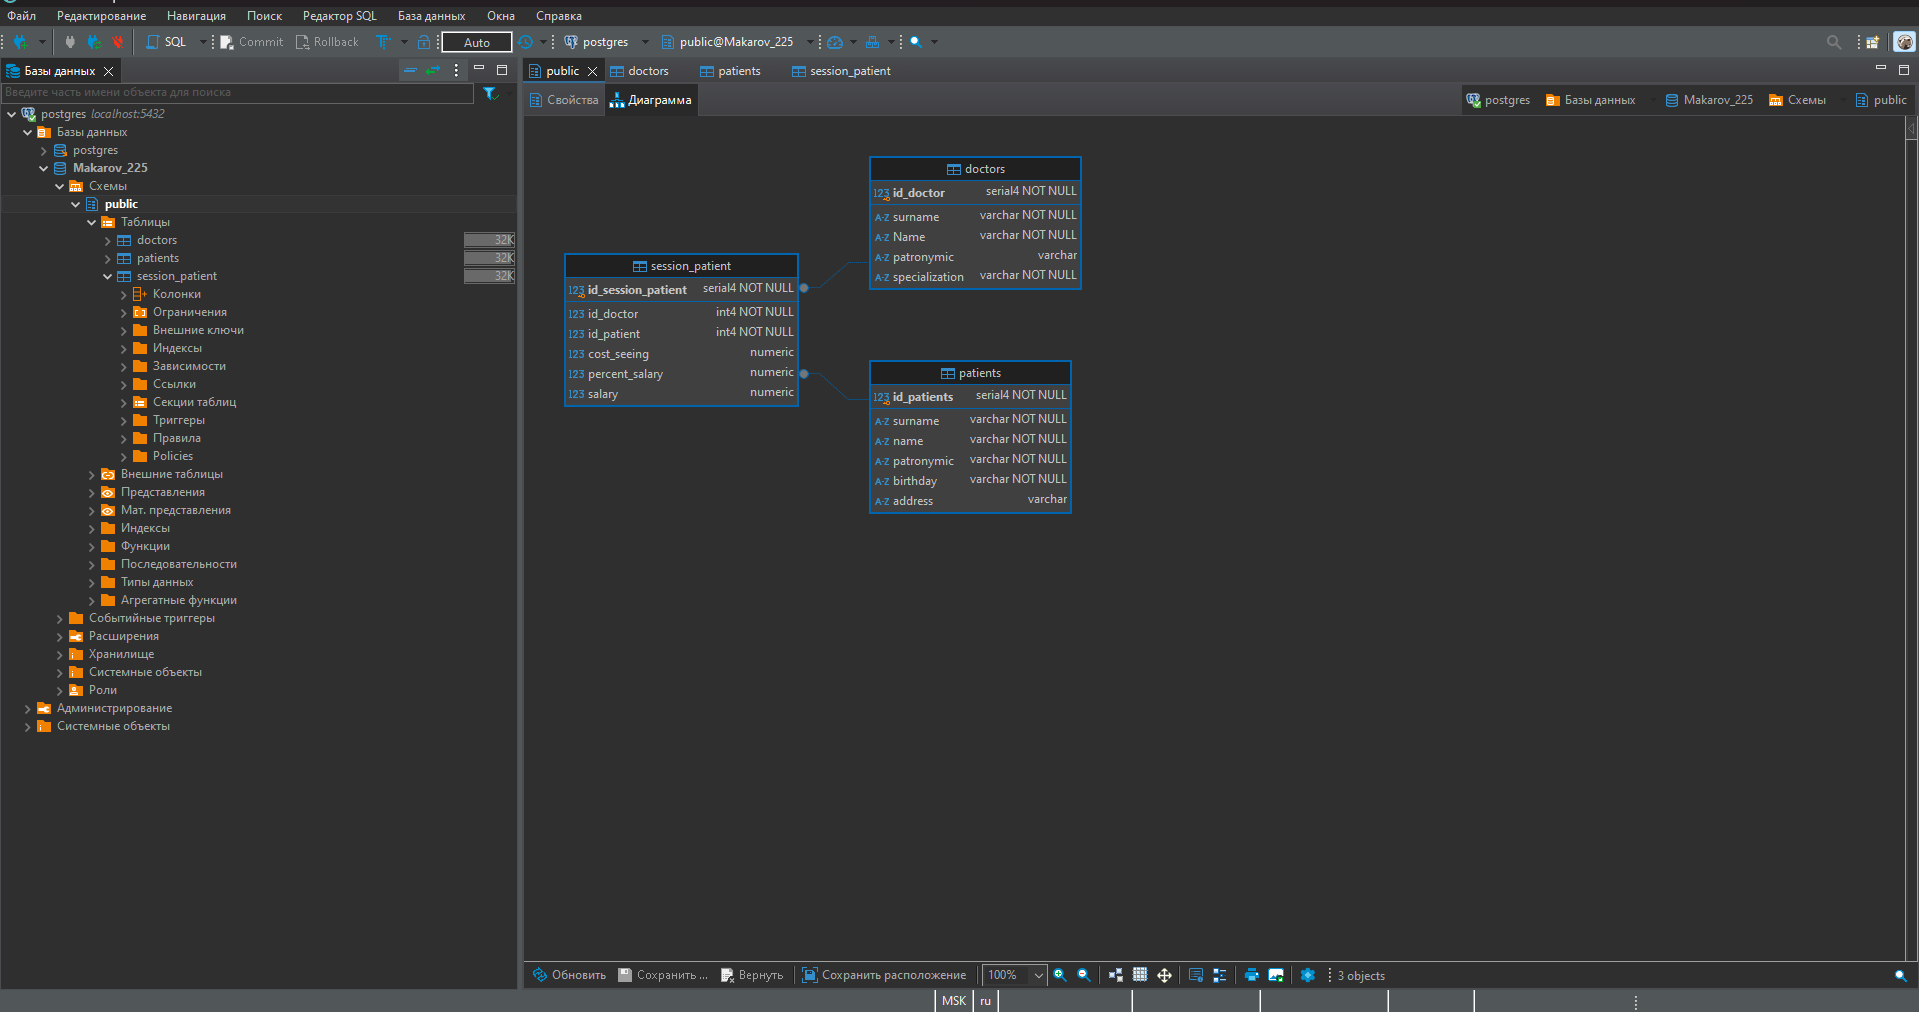 Файл Редактирование Навигация Поиск Редактор SQL База данных Окна Справка
SQL Commit Rollback Auto postgres public@Makarov_225
Базы данных
Введите часть имени объекта для поиска
postgres localhost:5432
Базы данных
postgres
Makarov_225
Схемы
public
Таблицы
doctors 32K
patients 32K
session_patient 32K
Колонки
Ограничения
Внешние ключи
Индексы
Зависимости
Ссылки
Секции таблиц
Триггеры
Правила
Policies
Внешние таблицы
Представления
Мат. представления
Индексы
Функции
Последовательности
Типы данных
Агрегатные функции
Событийные триггеры
Расширения
Хранилище
Системные объекты
Роли
Администрирование
Системные объекты
public doctors patients session_patient
Свойства Диаграмма
postgres Базы данных Makarov_225 Схемы public
session_patient
123 id_session_patient serial4 NOT NULL
123 id_doctor int4 NOT NULL
123 id_patient int4 NOT NULL
123 cost_seeing numeric
123 percent_salary numeric
123 salary numeric
doctors
123 id_doctor serial4 NOT NULL
A-Z surname varchar NOT NULL
A-Z Name varchar NOT NULL
A-Z patronymic varchar
A-Z specialization varchar NOT NULL
patients
123 id_patients serial4 NOT NULL
A-Z surname varchar NOT NULL
A-Z name varchar NOT NULL
A-Z patronymic varchar NOT NULL
A-Z birthday varchar NOT NULL
A-Z address varchar
Обновить Сохранить ... Вернуть Сохранить расположение 100% 3 objects
MSK ru